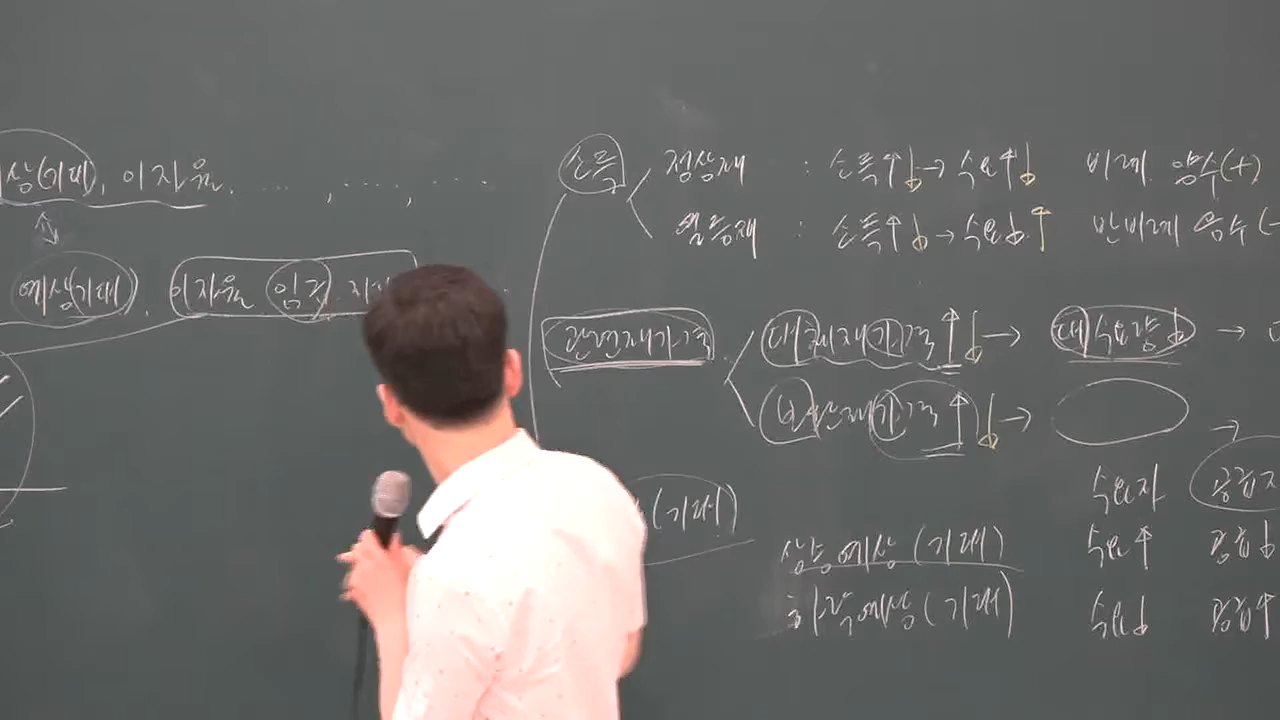 상(기대), 이자율, ..., ....,  ....
예상(기대), 이자율 임금
소득 정상재 : 소득↑↓→수요↑↓ 비례 양수(+)
열등재 : 소득↑↓→수요↓↑ 반비례 음수(-
관련재가격 대체재가격↑↓→ 대 수요량↓ →
보완재가격↑↓→ →
(기대)
수요자 공급자
상승예상(기대) 수요↑ 공급↓
하락예상(기대) 수요↓ 공급↑